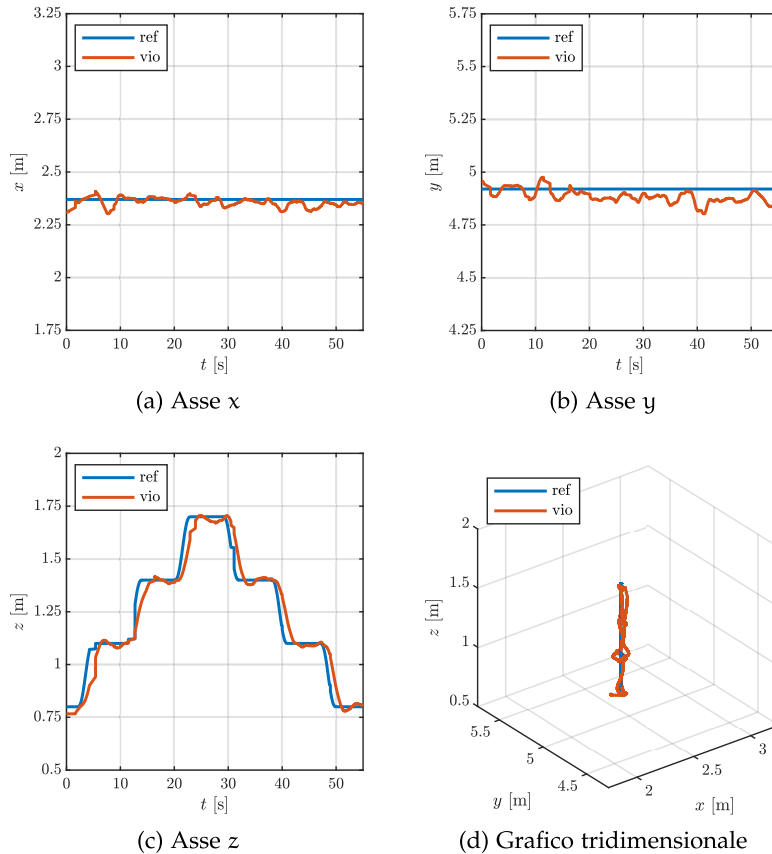 3.25
3
2.75
2.5
2.25
2
1.75
x [m]
ref
vio
0 10 20 30 40 50
t [s]
(a) Asse x
5.75
5.5
5.25
5
4.75
4.5
4.25
y [m]
ref
vio
0 10 20 30 40 50
t [s]
(b) Asse y
2
1.75
1.5
1.25
1
0.75
0.5
z [m]
ref
vio
0 10 20 30 40 50
t [s]
(c) Asse z
ref
vio
2
1.5
1
0.5
z [m]
5.5
5
4.5
y [m]
2
2.5
3
x [m]
(d) Grafico tridimensionale